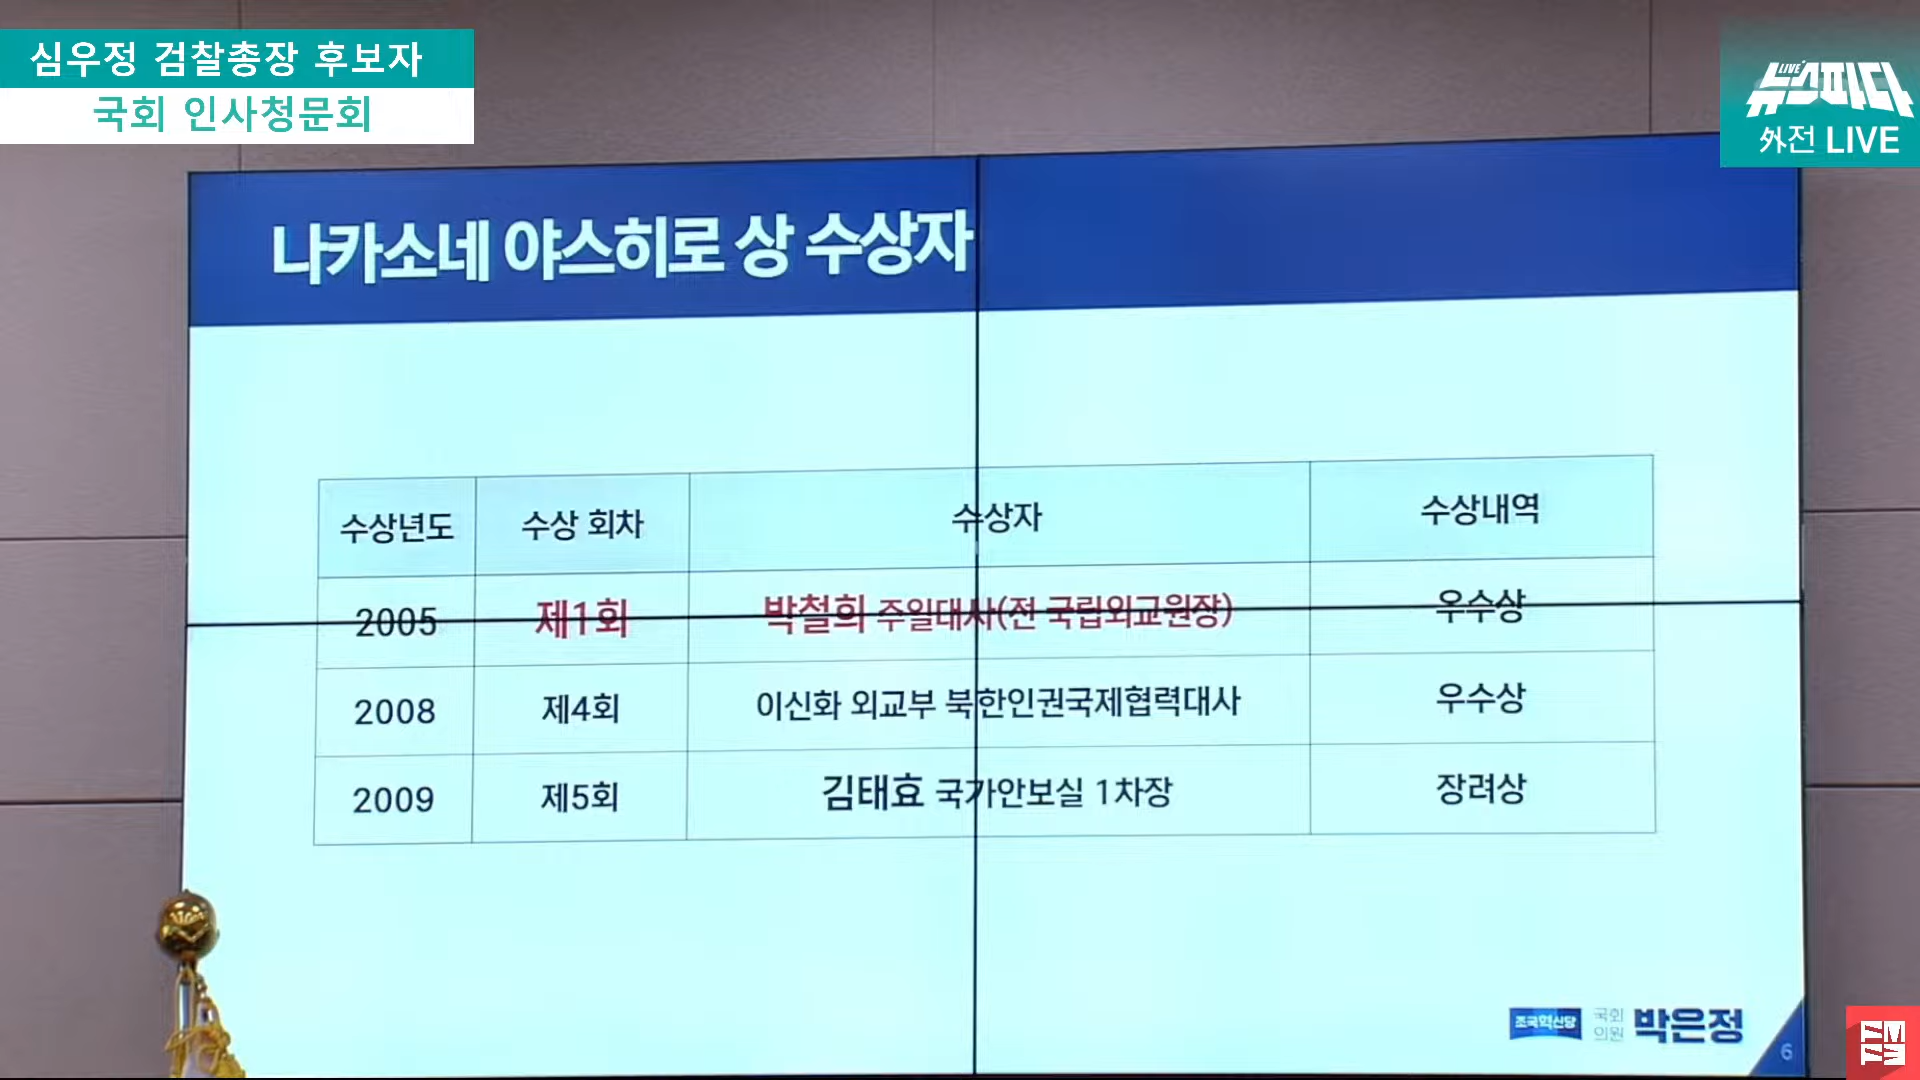 심우정 검찰총장 후보자
국회 인사청문회
LIVE
뉴스피다
外전 LIVE
나카소네 야스히로 상 수상자
수상년도 수상 회차 수상자 수상내역
2005 제1회 박철희 주일대사(전 국립외교원장) 우수상
2008 제4회 이신화 외교부 북한인권국제협력대사 우수상
2009 제5회 김태효 국가안보실 1차장 장려상
조국혁신당 국회의원 박은정
6